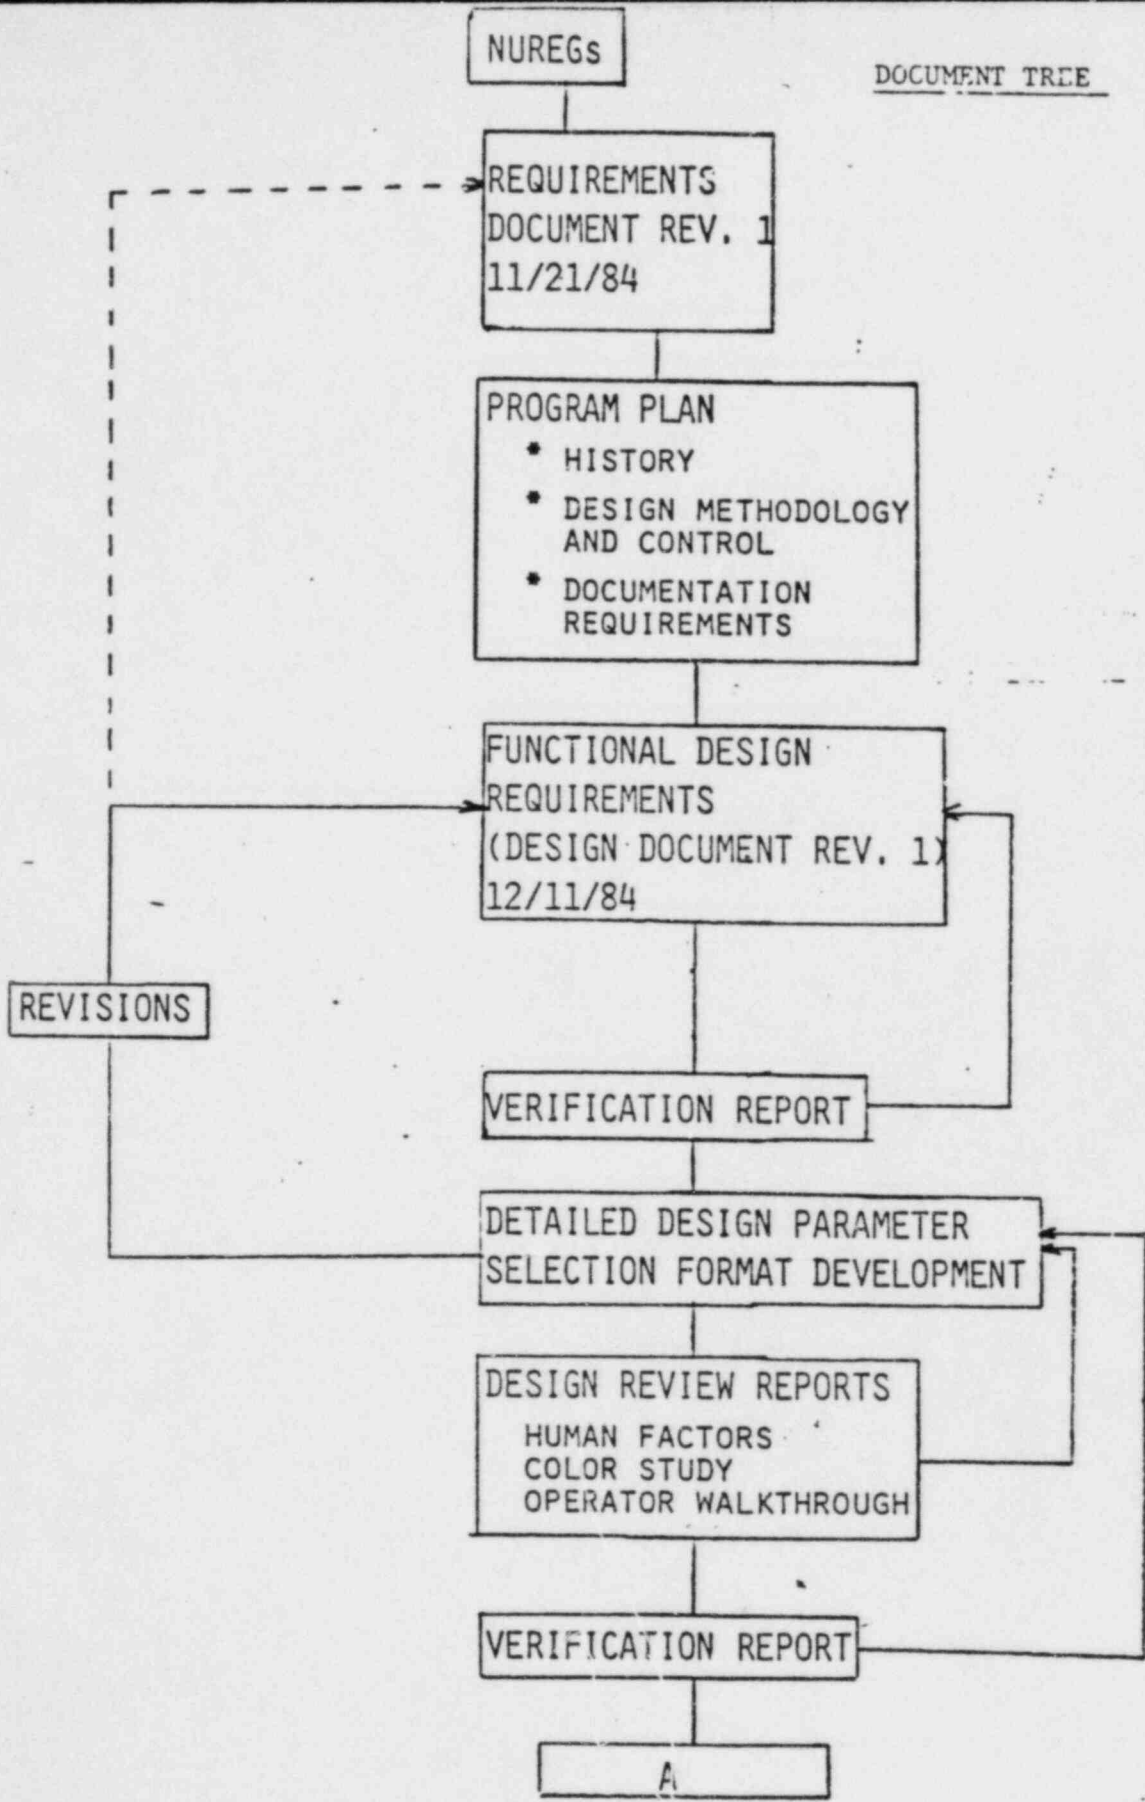 NUREGs
DOCUMENT TREE
REQUIREMENTS
DOCUMENT REV. 1
11/21/84
PROGRAM PLAN
* HISTORY
* DESIGN METHODOLOGY
AND CONTROL
* DOCUMENTATION
REQUIREMENTS
FUNCTIONAL DESIGN
REQUIREMENTS
(DESIGN DOCUMENT REV. 1)
12/11/84
REVISIONS
VERIFICATION REPORT
DETAILED DESIGN PARAMETER
SELECTION FORMAT DEVELOPMENT
DESIGN REVIEW REPORTS
HUMAN FACTORS
COLOR STUDY
OPERATOR WALKTHROUGH
VERIFICATION REPORT
A